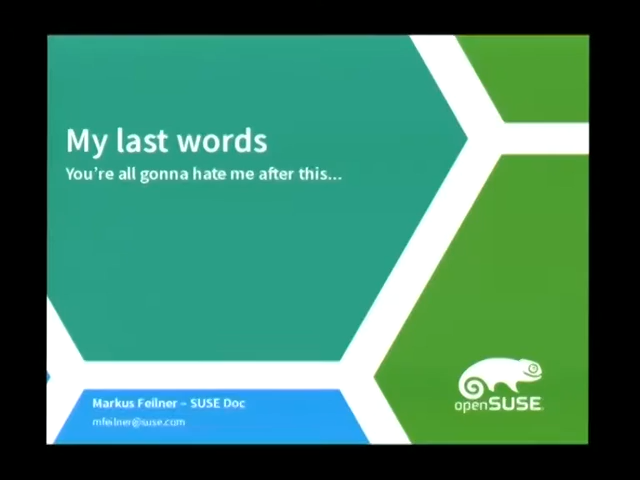 My last words
You're all gonna hate me after this...
Markus Feilner – SUSE Doc
mfeilner@suse.com
openSUSE